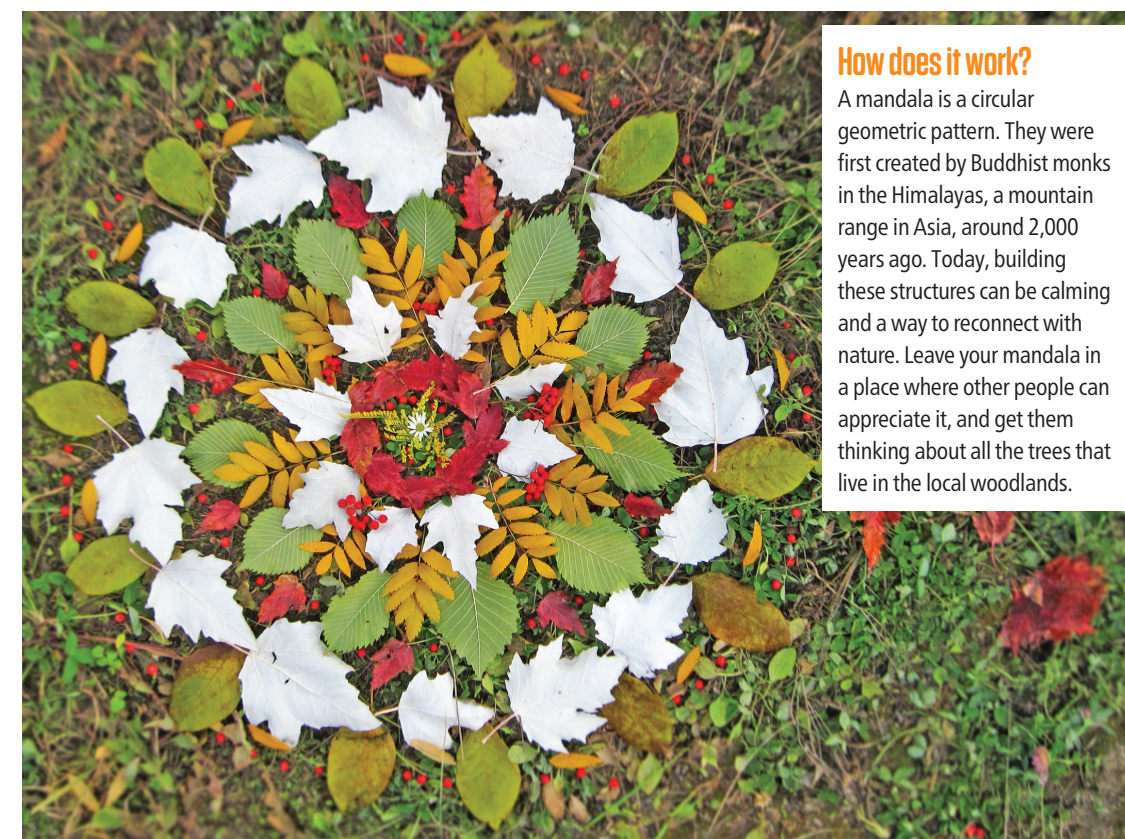 How does it work?
A mandala is a circular
geometric pattern. They were
first created by Buddhist monks
in the Himalayas, a mountain
range in Asia, around 2,000
years ago. Today, building
these structures can be calming
and a way to reconnect with
nature. Leave your mandala in
a place where other people can
appreciate it, and get them
thinking about all the trees that
live in the local woodlands.